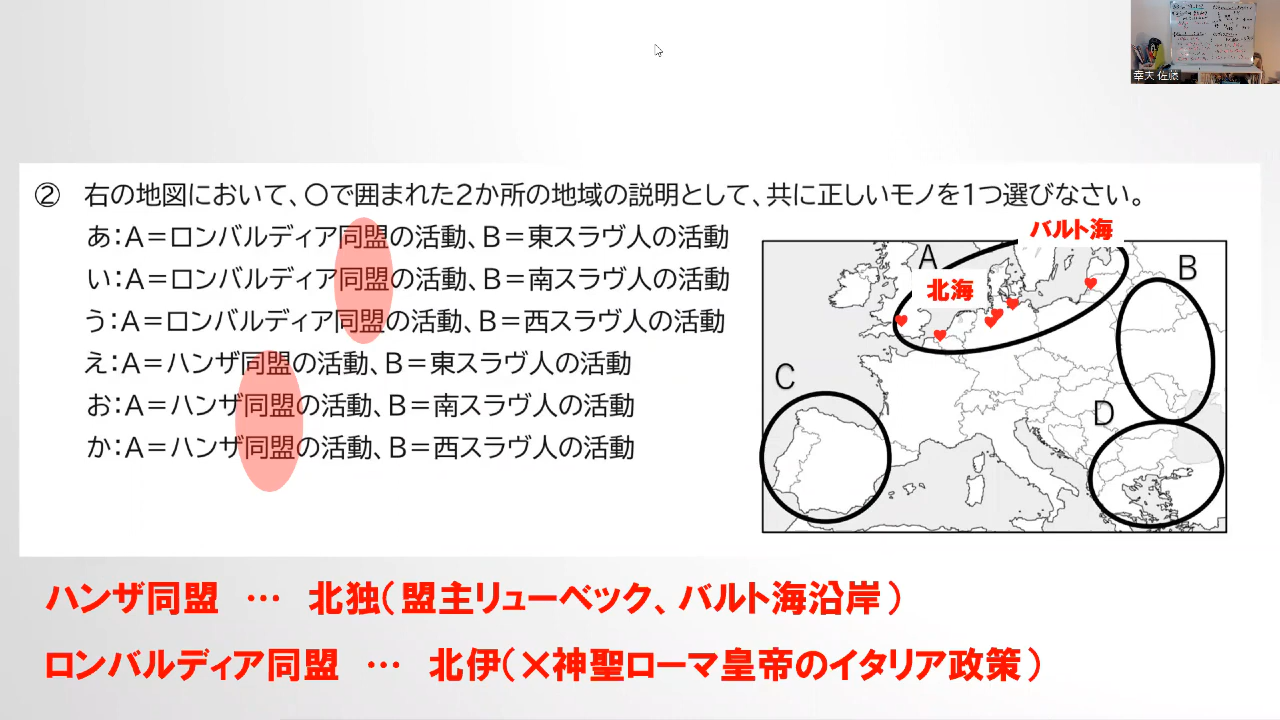 幸夫 佐藤
② 右の地図において、〇で囲まれた2か所の地域の説明として、共に正しいモノを1つ選びなさい。
あ：A＝ロンバルディア同盟の活動、B＝東スラヴ人の活動
い：A＝ロンバルディア同盟の活動、B＝南スラヴ人の活動
う：A＝ロンバルディア同盟の活動、B＝西スラヴ人の活動
え：A＝ハンザ同盟の活動、B＝東スラヴ人の活動
お：A＝ハンザ同盟の活動、B＝南スラヴ人の活動
か：A＝ハンザ同盟の活動、B＝西スラヴ人の活動
バルト海
A
B
北海
C
D
ハンザ同盟 … 北独（盟主リューベック、バルト海沿岸）
ロンバルディア同盟 … 北伊（×神聖ローマ皇帝のイタリア政策）